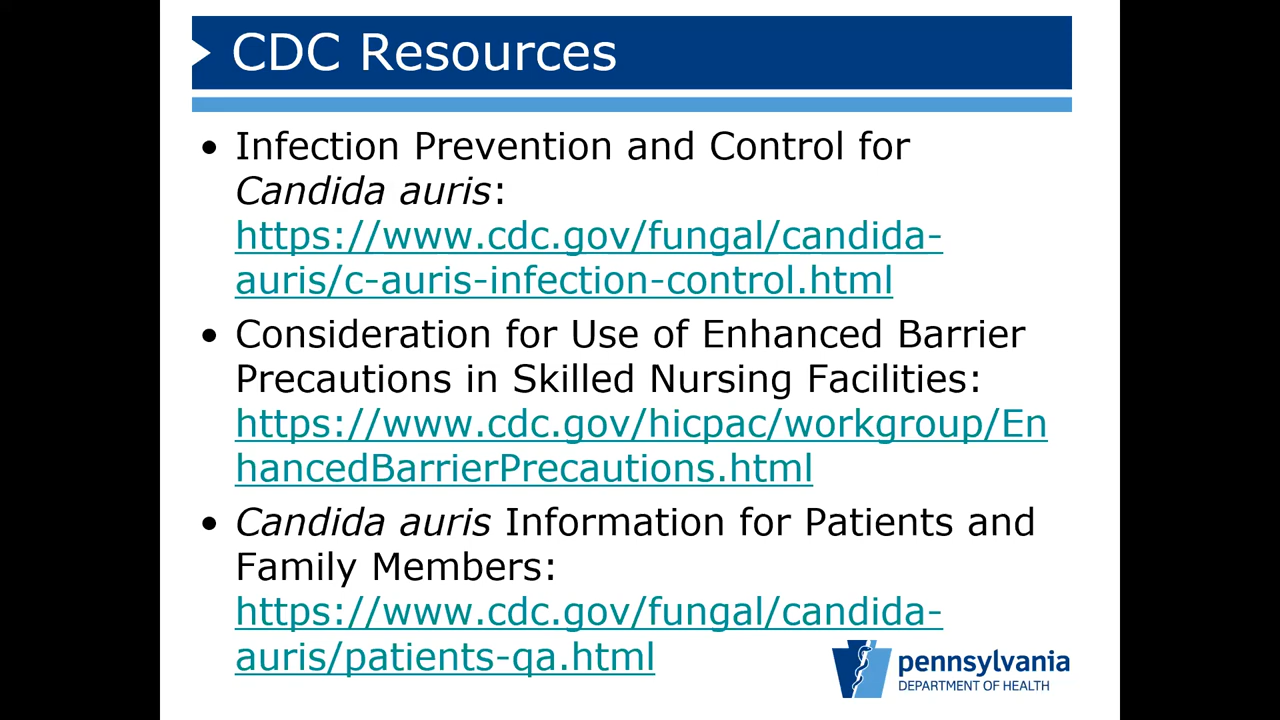 CDC Resources
• Infection Prevention and Control for
Candida auris:
https://www.cdc.gov/fungal/candida-
auris/c-auris-infection-control.html
• Consideration for Use of Enhanced Barrier
Precautions in Skilled Nursing Facilities:
https://www.cdc.gov/hicpac/workgroup/En
hancedBarrierPrecautions.html
• Candida auris Information for Patients and
Family Members:
https://www.cdc.gov/fungal/candida-
auris/patients-qa.html
pennsylvania
DEPARTMENT OF HEALTH